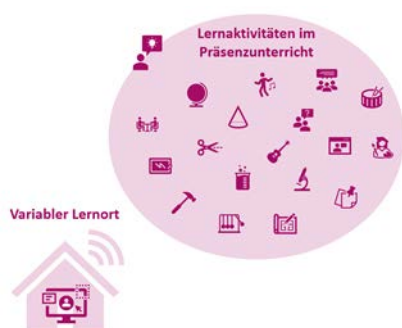 Lernaktivitäten im
Präsenzunterricht
Variabler Lernort